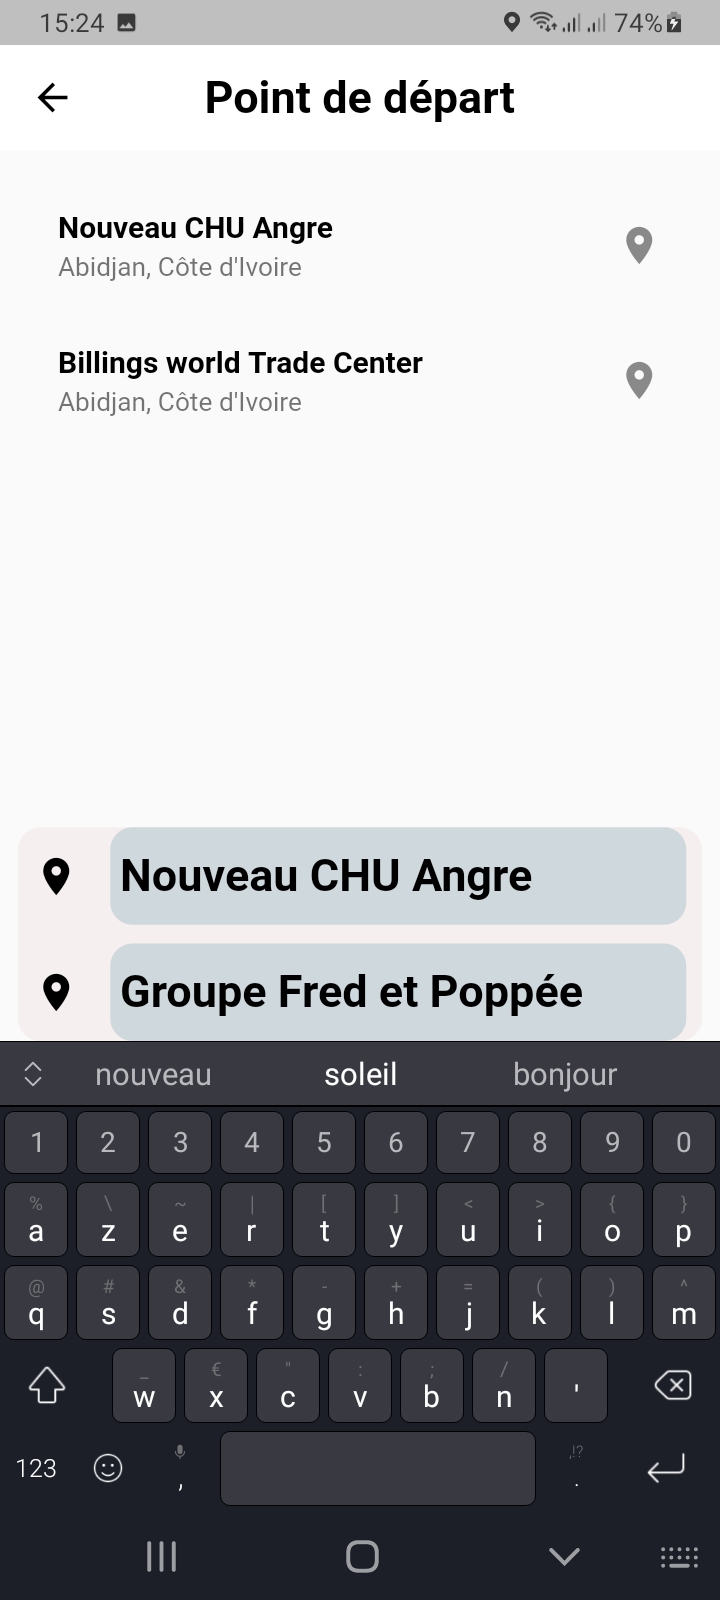 15:24 74%
Point de départ
Nouveau CHU Angre
Abidjan, Côte d'Ivoire
Billings world Trade Center
Abidjan, Côte d'Ivoire
Nouveau CHU Angre
Groupe Fred et Poppée
nouveau soleil bonjour
1 2 3 4 5 6 7 8 9 0
% \ ~ | [ ] < > { }
a z e r t y u i o p
@ # & * - + = ( ) ^
q s d f g h j k l m
_ € " : ; /
w x c v b n '
,!?
123 , .